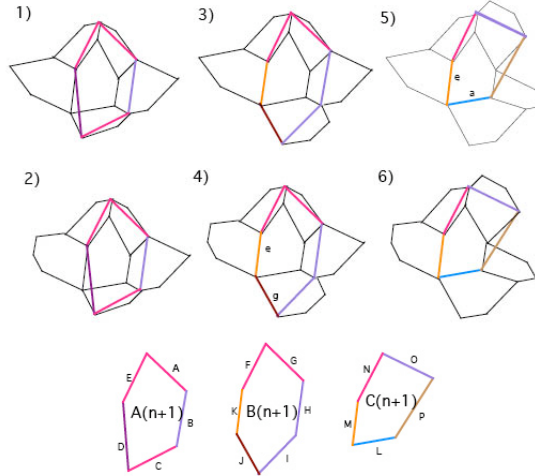 1) 3) 5)
e
a
2) 4) 6)
e
g
E A F G N O
A(n+1) B(n+1) C(n+1)
D B K H M P
C J I L